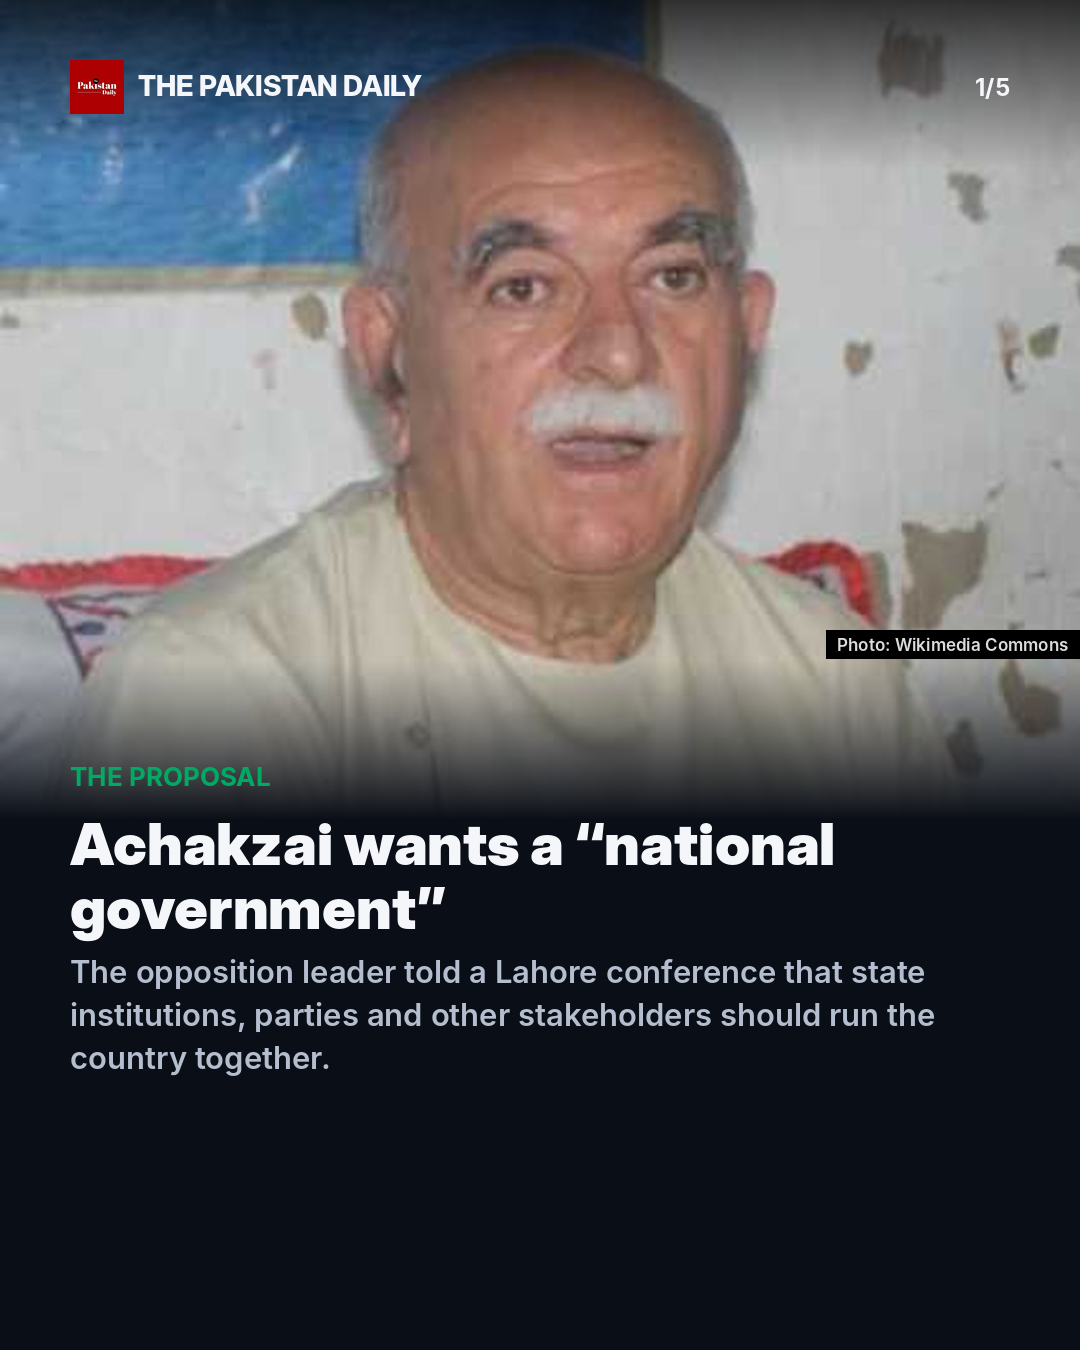 Pakistan
Daily
THE PAKISTAN DAILY
1/5
Photo: Wikimedia Commons
THE PROPOSAL
Achakzai wants a “national
government”
The opposition leader told a Lahore conference that state
institutions, parties and other stakeholders should run the
country together.